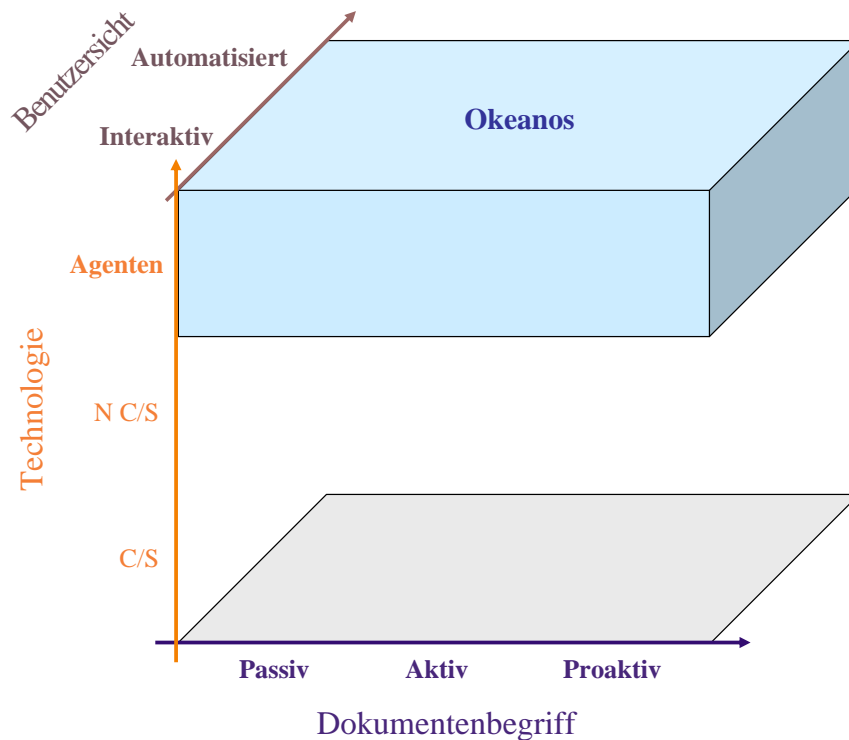 Benutzersicht
Automatisiert
Interaktiv
Okeanos
Technologie
Agenten
N C/S
C/S
Passiv Aktiv Proaktiv
Dokumentenbegriff